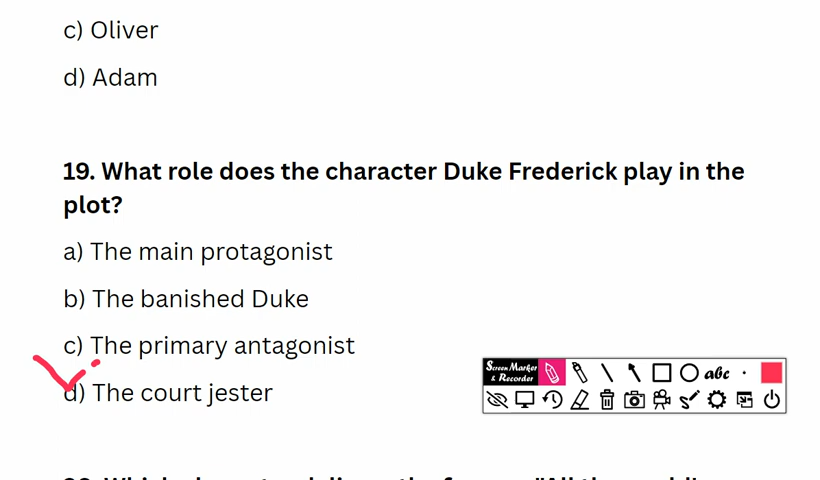 c) Oliver
d) Adam
19. What role does the character Duke Frederick play in the
plot?
a) The main protagonist
b) The banished Duke
c) The primary antagonist
Screen Marker
& Recorder
abc
d) The court jester